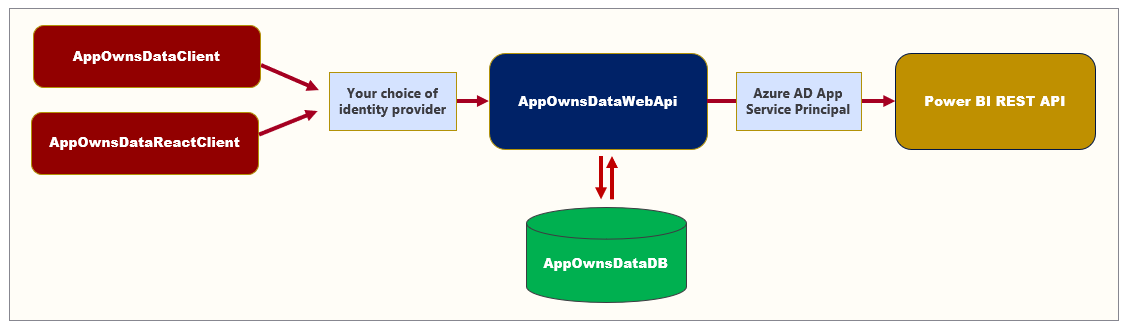 AppOwnsDataClient
AppOwnsDataReactClient
Your choice of
identity provider
AppOwnsDataWebApi
Azure AD App
Service Principal
Power BI REST API
AppOwnsDataDB